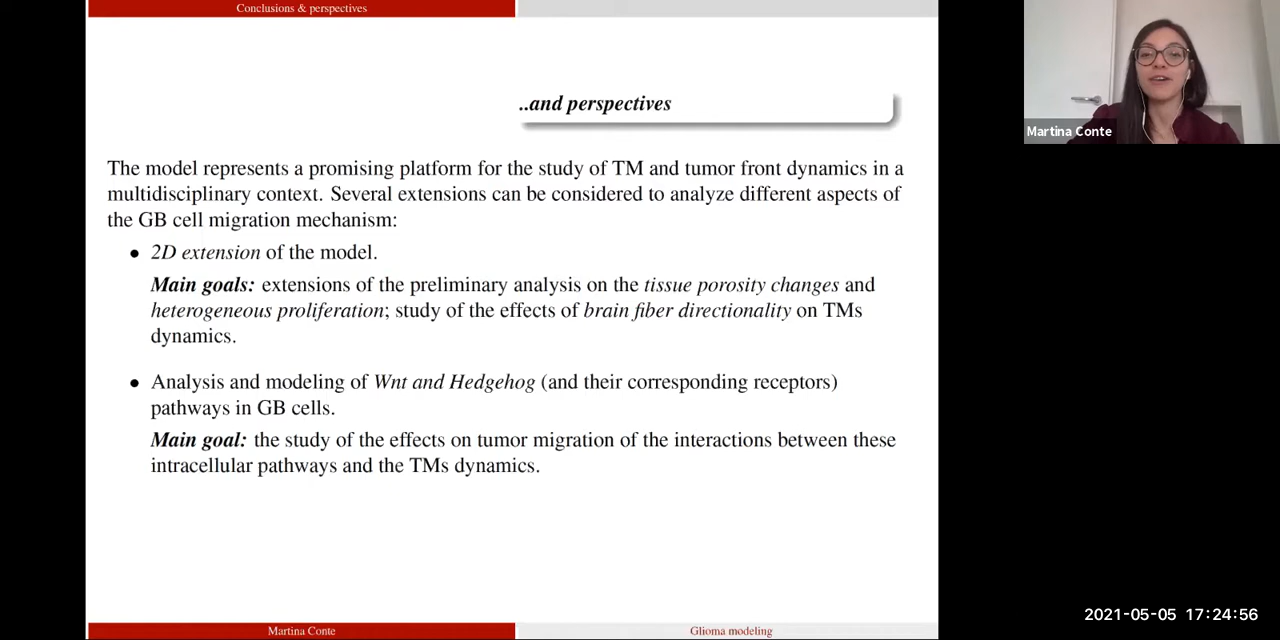 Conclusions & perspectives
..and perspectives
The model represents a promising platform for the study of TM and tumor front dynamics in a
multidisciplinary context. Several extensions can be considered to analyze different aspects of
the GB cell migration mechanism:
• 2D extension of the model.
Main goals: extensions of the preliminary analysis on the tissue porosity changes and
heterogeneous proliferation; study of the effects of brain fiber directionality on TMs
dynamics.
• Analysis and modeling of Wnt and Hedgehog (and their corresponding receptors)
pathways in GB cells.
Main goal: the study of the effects on tumor migration of the interactions between these
intracellular pathways and the TMs dynamics.
Martina Conte
Glioma modeling
Martina Conte
2021-05-05 17:24:56